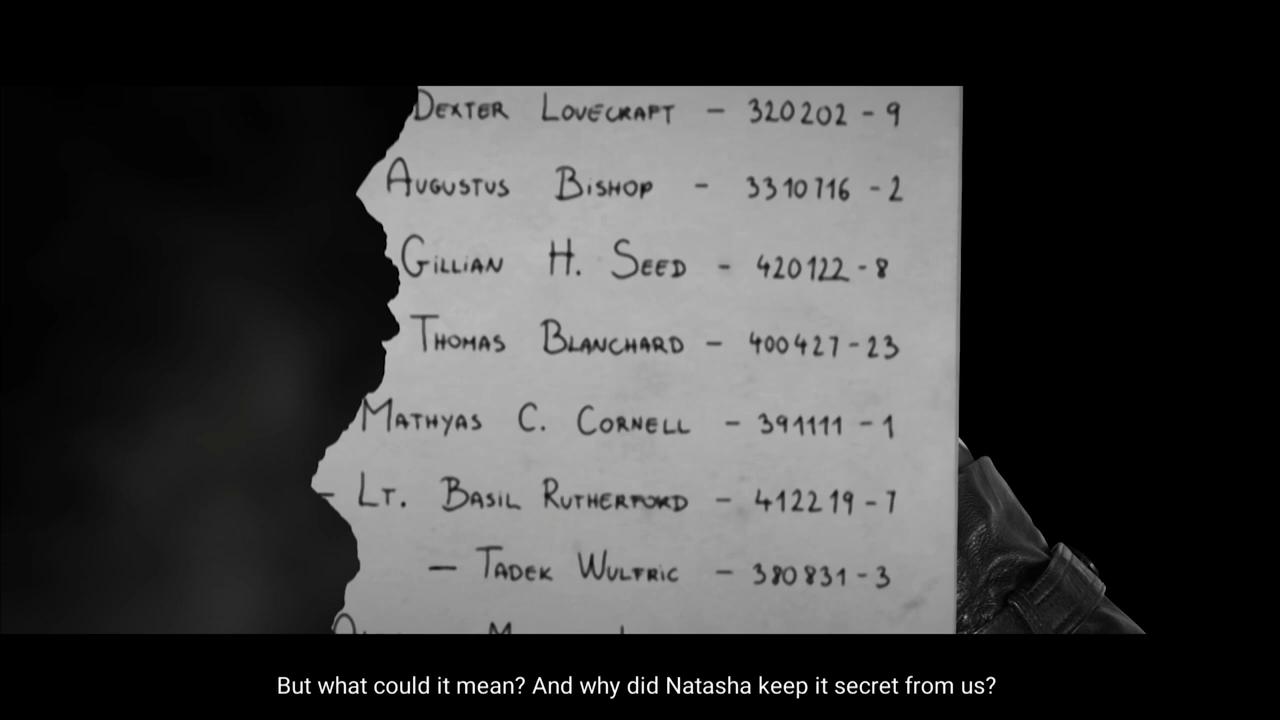 Dexter Lovecraft - 320202 - 9
Augustus Bishop - 3310716 - 2
Gillian H. Seed - 420122 - 8
Thomas Blanchard - 400427 - 23
Mathyas C. Cornell - 391111 - 1
- Lt. Basil Rutherford - 412219 - 7
- Tadek Wulfric - 380831 - 3
But what could it mean? And why did Natasha keep it secret from us?